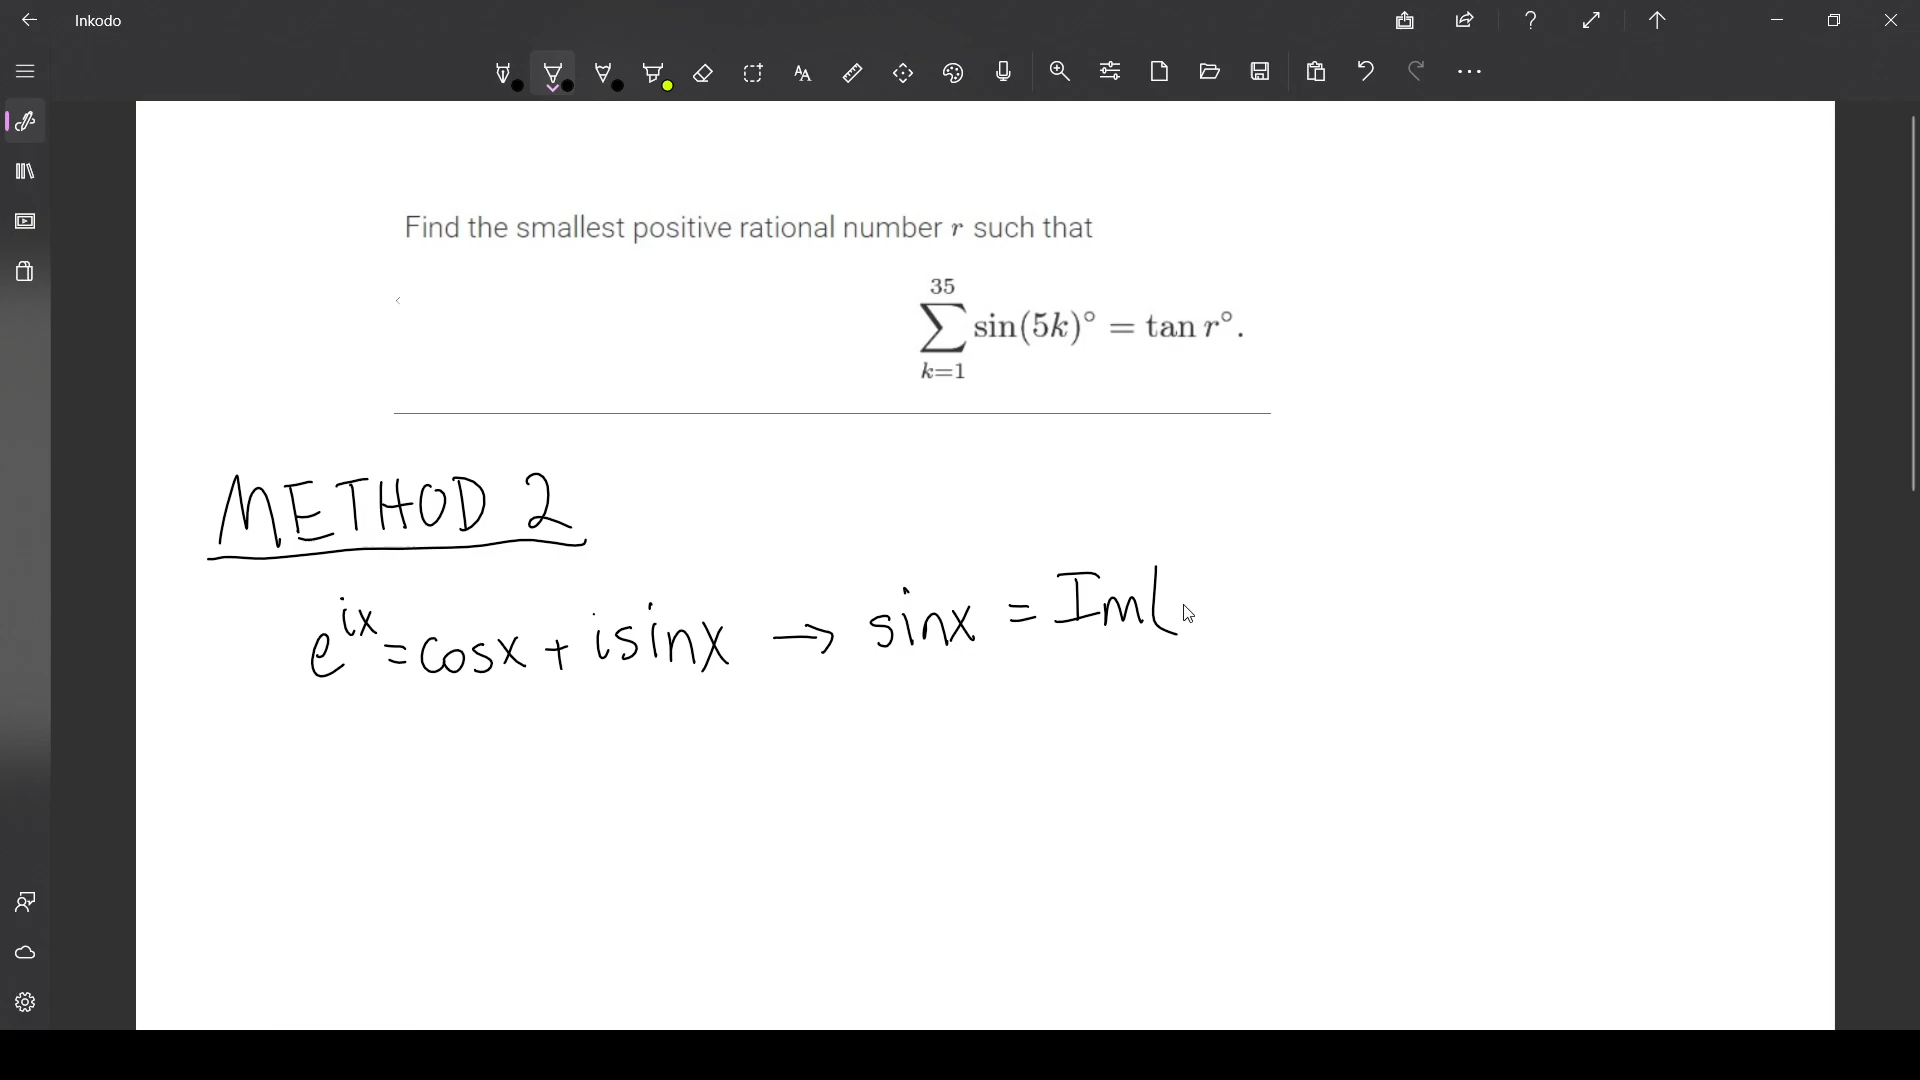 Inkodo
Find the smallest positive rational number r such that
35
∑ sin(5k)° = tan r°.
k=1
METHOD 2
e^{ix} = cosx + isinx → sinx = Im(